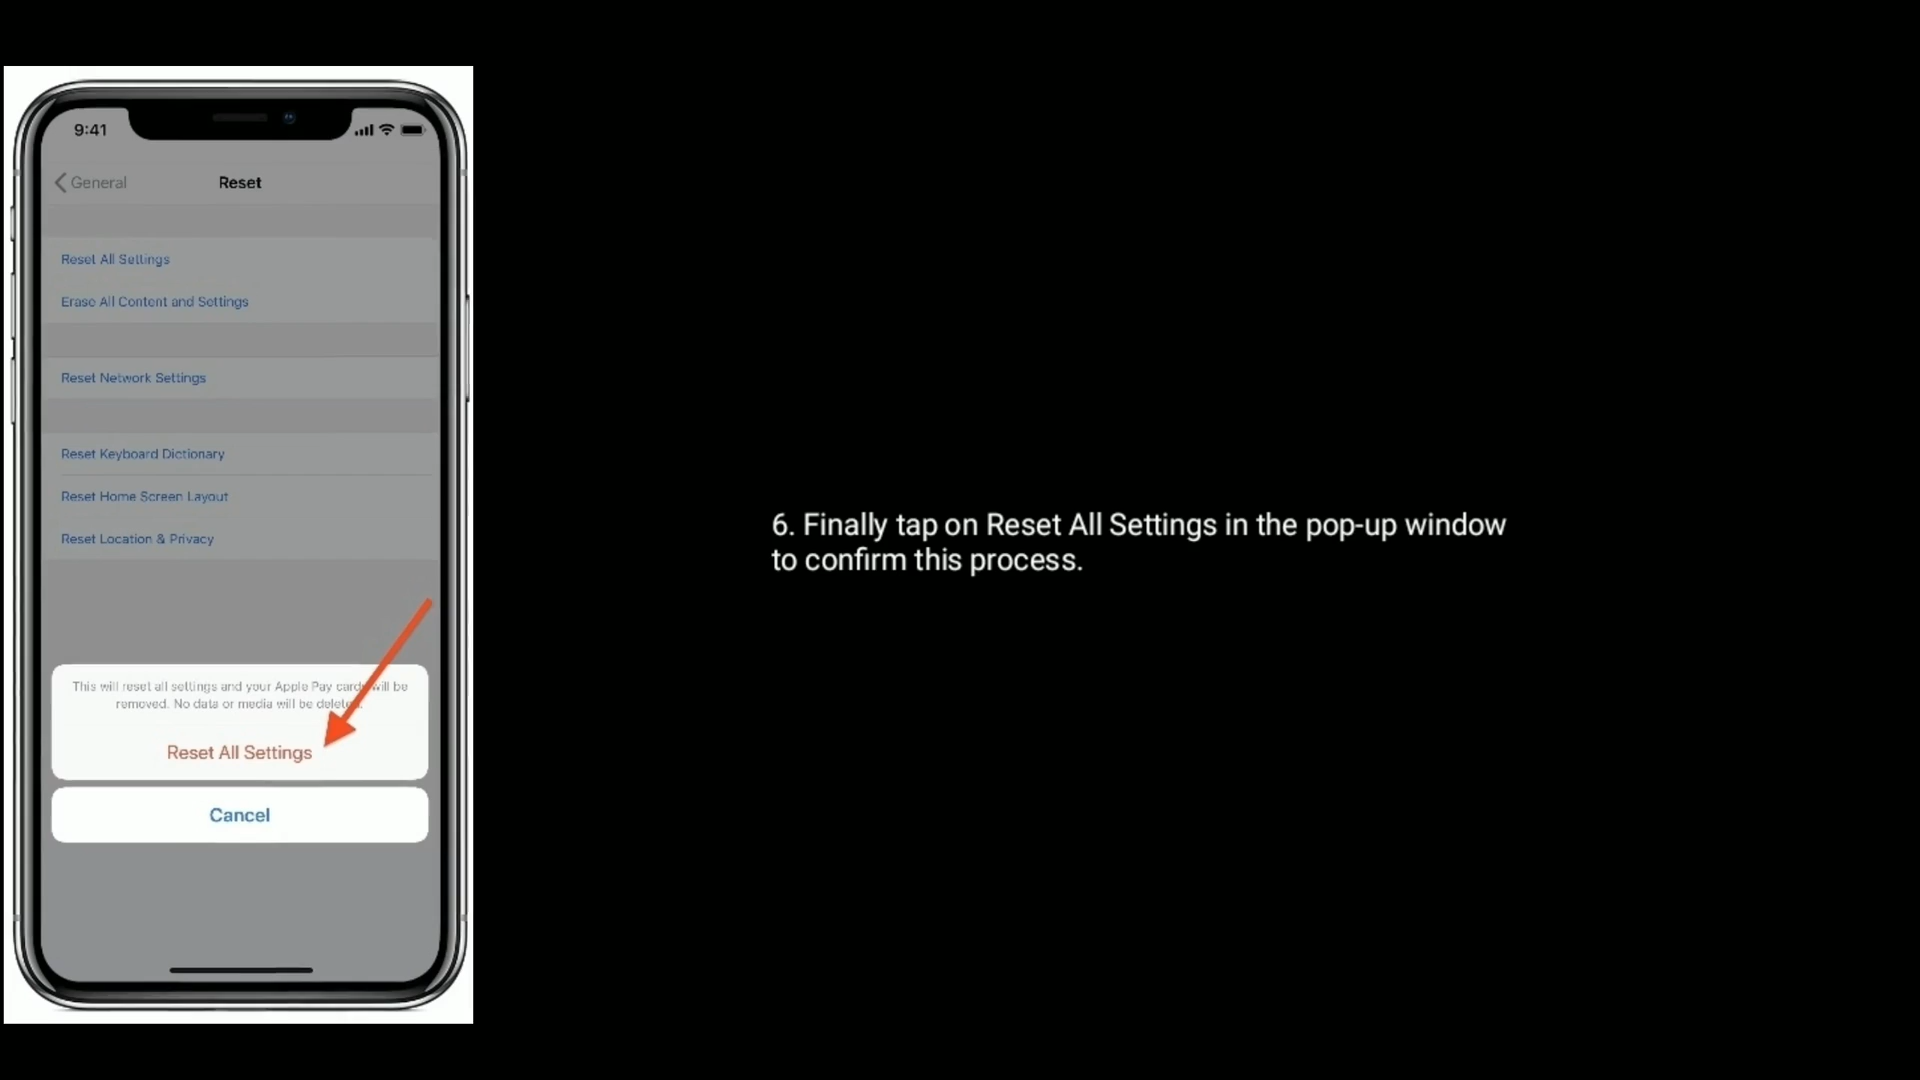 9:41
General
Reset
Reset All Settings
Erase All Content and Settings
Reset Network Settings
Reset Keyboard Dictionary
Reset Home Screen Layout
Reset Location & Privacy
This will reset all settings and your Apple Pay cards will be
removed. No data or media will be deleted.
Reset All Settings
Cancel
6. Finally tap on Reset All Settings in the pop-up window
to confirm this process.